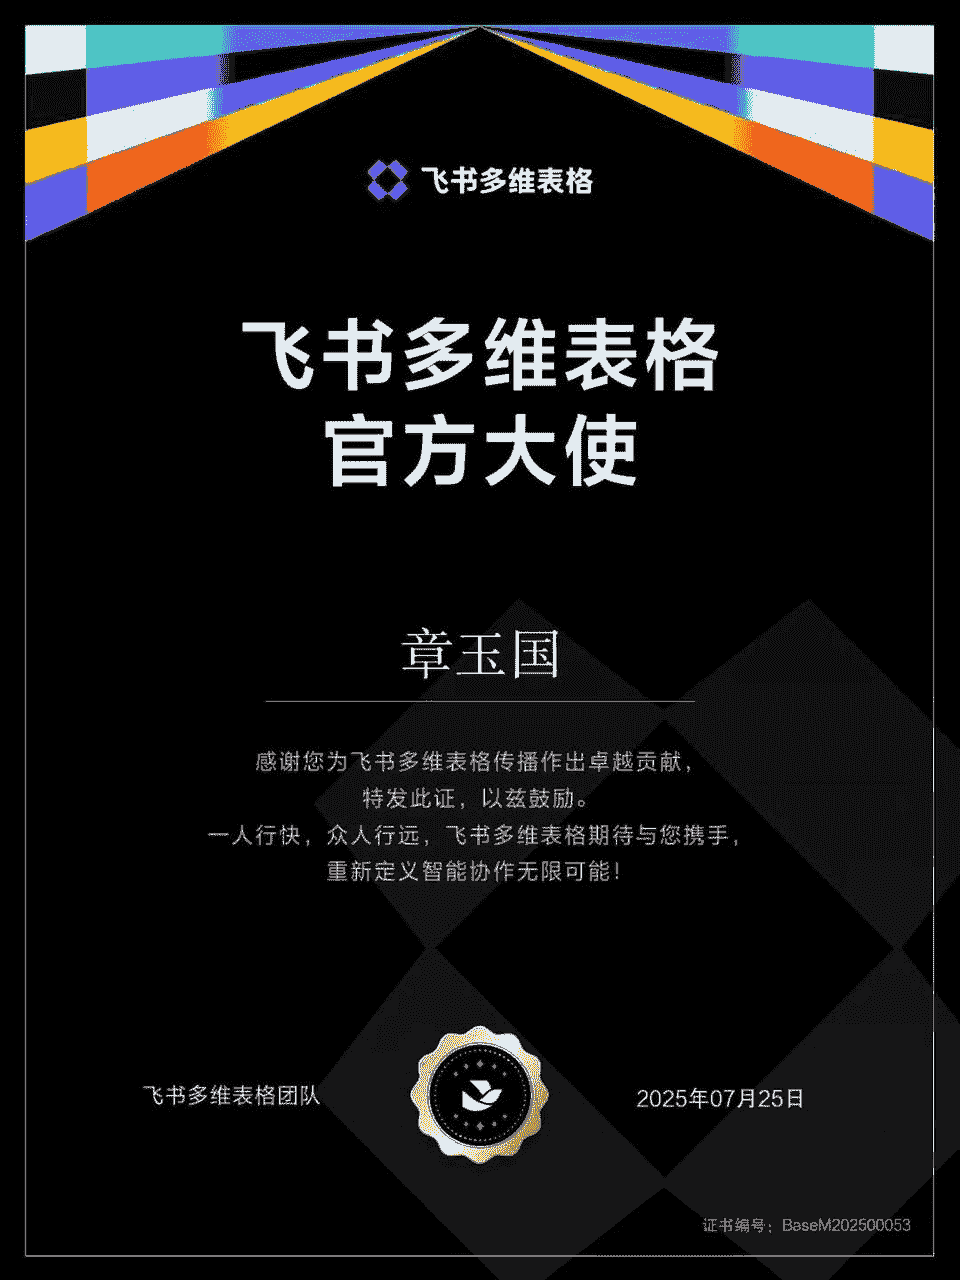 飞书多维表格
飞书多维表格
官方大使
章玉国
感谢您为飞书多维表格传播作出卓越贡献，
特发此证，以兹鼓励。
一人行快，众人行远，飞书多维表格期待与您携手，
重新定义智能协作无限可能！
飞书多维表格团队
2025年07月25日
证书编号：BaseM202500053